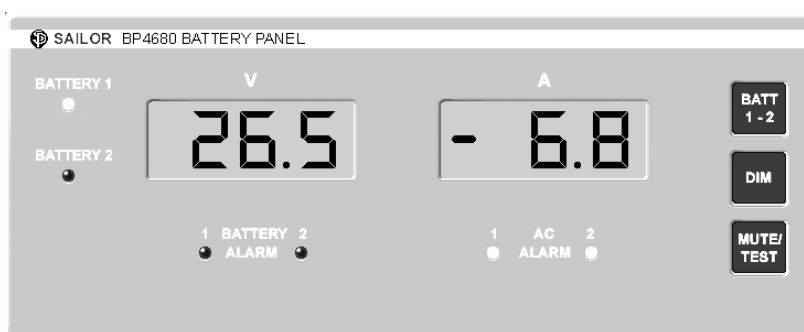 SAILOR BP4680 BATTERY PANEL
BATTERY 1
V
A
BATT
1 - 2
26.5
- 6.8
BATTERY 2
DIM
1 BATTERY 2
ALARM
1 AC 2
ALARM
MUTE/
TEST